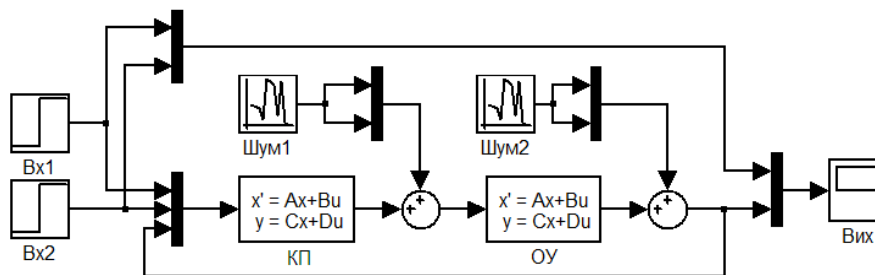 Шум1
Шум2
Вх1
x' = Ax+Bu
y = Cx+Du
+
+
x' = Ax+Bu
y = Cx+Du
+
+
Вх2
КП
ОУ
Вих